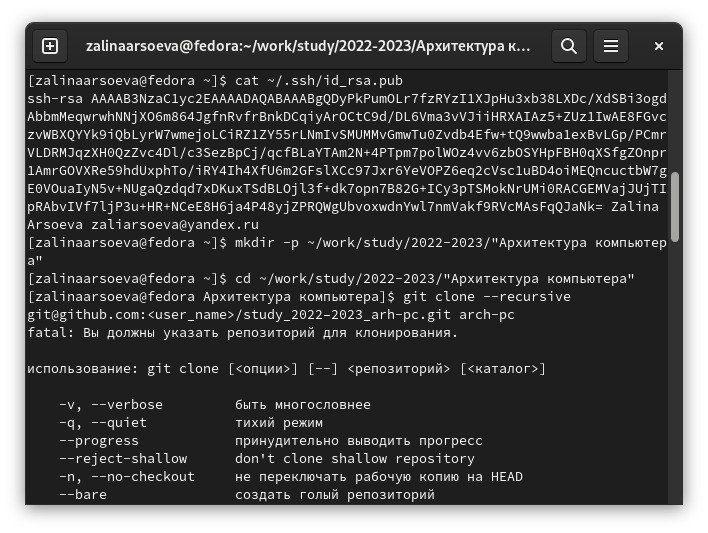 zalinaarsoeva@fedora:~/work/study/2022-2023/Архитектура к...
[zalinaarsoeva@fedora ~]$ cat ~/.ssh/id_rsa.pub
ssh-rsa AAAAB3NzaC1yc2EAAAADAQABAAABgQDyPkPumOLr7fzRYzI1XJpHu3xb38LXDc/XdSBi3ogd
AbbmMeqwrwhNNjXO6m864JgfnRvfrBnkDCqiyArOCtC9d/DL6Vma3vVJiiHRXAIAz5+ZUz1IwAE8FGvc
zvWBXQYYk9iQbLyrW7wmejoLCiRZ1ZY55rLNmIvSMUMMvGmwTu0Zvdb4Efw+tQ9wwba1exBvLGp/PCmr
VLDRMJqzXH0QzZvc4Dl/c3SezBpCj/qcfBLaYTAm2N+4PTpm7polWOz4vv6zbOSYHpFBH0qXSfgZOnpr
1AmrGOVXRe59hdUxphTo/iRY4Ih4XfU6m2GFslXCc97Jxr6YeVOPZ6eq2cVsc1uBD4oiMEQncuctbW7g
E0VOuaIyN5v+NUgaQzdqd7xDKuxTSdBLOjl3f+dk7opn7B82G+ICy3pTSMokNrUMi0RACGEMVajJUjTI
pRAbvIVf7ljP3u+HR+NCeE8H6ja4P48yjZPRQWgUbvoxwdnYwl7nmVakf9RVcMAsFqQJaNk= Zalina
Arsoeva zaliarsoeva@yandex.ru
[zalinaarsoeva@fedora ~]$ mkdir -p ~/work/study/2022-2023/"Архитектура компьютер
а"
[zalinaarsoeva@fedora ~]$ cd ~/work/study/2022-2023/"Архитектура компьютера"
[zalinaarsoeva@fedora Архитектура компьютера]$ git clone --recursive
git@github.com:<user_name>/study_2022-2023_arh-pc.git arch-pc
fatal: Вы должны указать репозиторий для клонирования.
использование: git clone [<опции>] [--] <репозиторий> [<каталог>]
-v, --verbose быть многословнее
-q, --quiet тихий режим
--progress принудительно выводить прогресс
--reject-shallow don't clone shallow repository
-n, --no-checkout не переключать рабочую копию на HEAD
--bare создать голый репозиторий